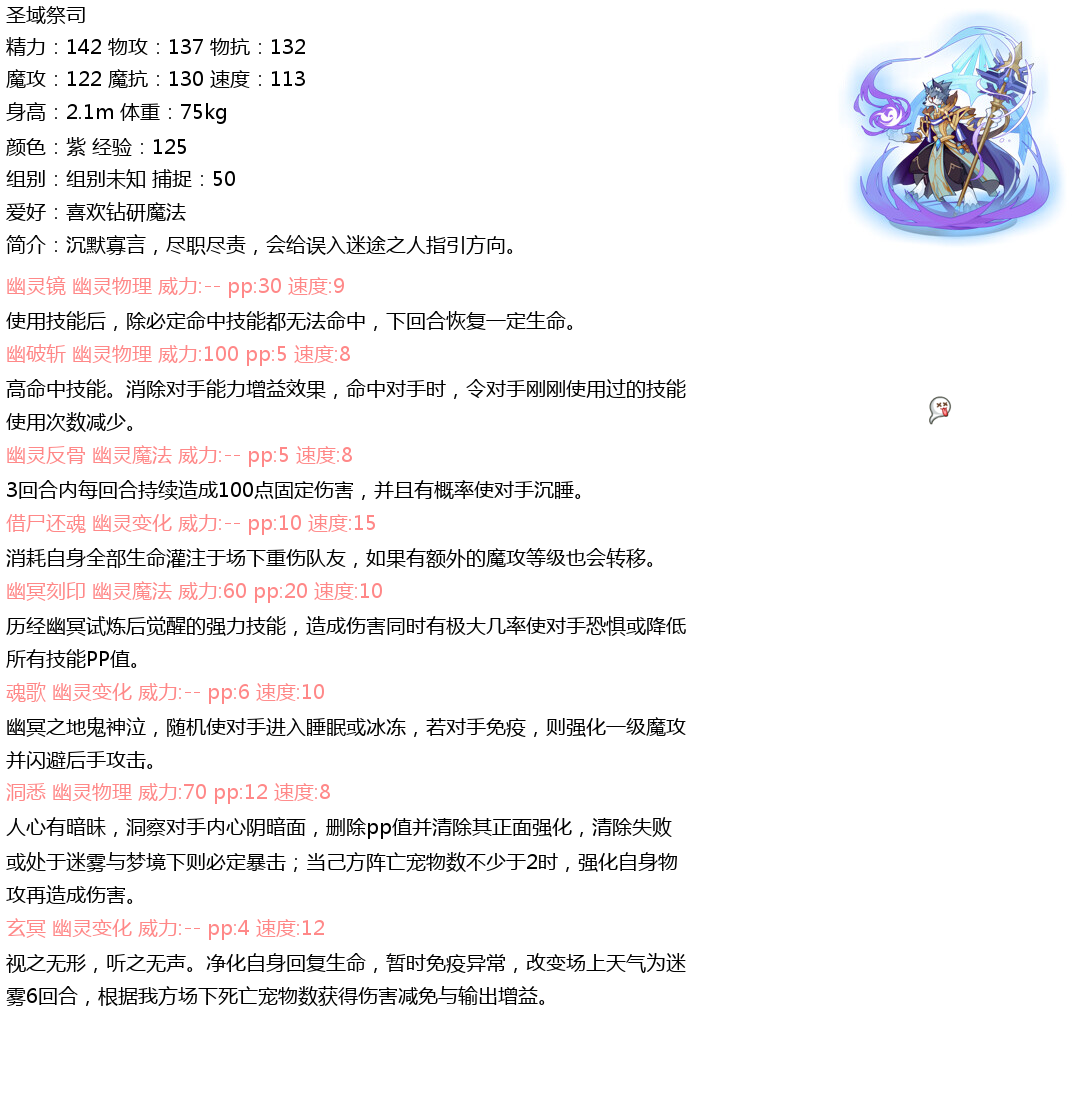 圣域祭司
精力：142 物攻：137 物抗：132
魔攻：122 魔抗：130 速度：113
身高：2.1m 体重：75kg
颜色：紫 经验：125
组别：组别未知 捕捉：50
爱好：喜欢钻研魔法
简介：沉默寡言，尽职尽责，会给误入迷途之人指引方向。
幽灵镜 幽灵物理 威力:-- pp:30 速度:9
使用技能后，除必定命中技能都无法命中，下回合恢复一定生命。
幽破斩 幽灵物理 威力:100 pp:5 速度:8
高命中技能。消除对手能力增益效果，命中对手时，令对手刚刚使用过的技能
使用次数减少。
幽灵反骨 幽灵魔法 威力:-- pp:5 速度:8
3回合内每回合持续造成100点固定伤害，并且有概率使对手沉睡。
借尸还魂 幽灵变化 威力:-- pp:10 速度:15
消耗自身全部生命灌注于场下重伤队友，如果有额外的魔攻等级也会转移。
幽冥刻印 幽灵魔法 威力:60 pp:20 速度:10
历经幽冥试炼后觉醒的强力技能，造成伤害同时有极大几率使对手恐惧或降低
所有技能PP值。
魂歌 幽灵变化 威力:-- pp:6 速度:10
幽冥之地鬼神泣，随机使对手进入睡眠或冰冻，若对手免疫，则强化一级魔攻
并闪避后手攻击。
洞悉 幽灵物理 威力:70 pp:12 速度:8
人心有暗昧，洞察对手内心阴暗面，删除pp值并清除其正面强化，清除失败
或处于迷雾与梦境下则必定暴击；当己方阵亡宠物数不少于2时，强化自身物
攻再造成伤害。
玄冥 幽灵变化 威力:-- pp:4 速度:12
视之无形，听之无声。净化自身回复生命，暂时免疫异常，改变场上天气为迷
雾6回合，根据我方场下死亡宠物数获得伤害减免与输出增益。